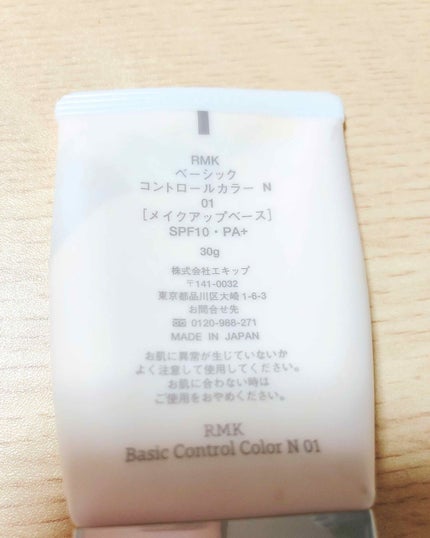 RMK
ベーシック
コントロールカラー N
01
[メイクアップベース]
SPF10・PA+
30g
株式会社エキップ
〒141-0032
東京都品川区大崎1-6-3
お問合せ先
0120-988-271
MADE IN JAPAN
お肌に異常が生じていないか
よく注意して使用してください。
お肌に合わない時は
ご使用をおやめください。
RMK
Basic Control Color N 01